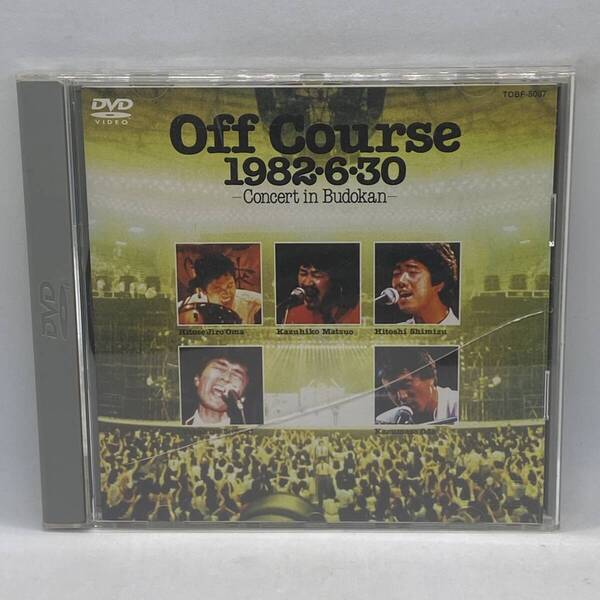 DVD
VIDEO
TOBF-5087
Off Course
1982・6・30
—Concert in Budokan—
Hitose Jiro Oma
Kazuhiko Matsuo
Hitoshi Shimizu
DVD